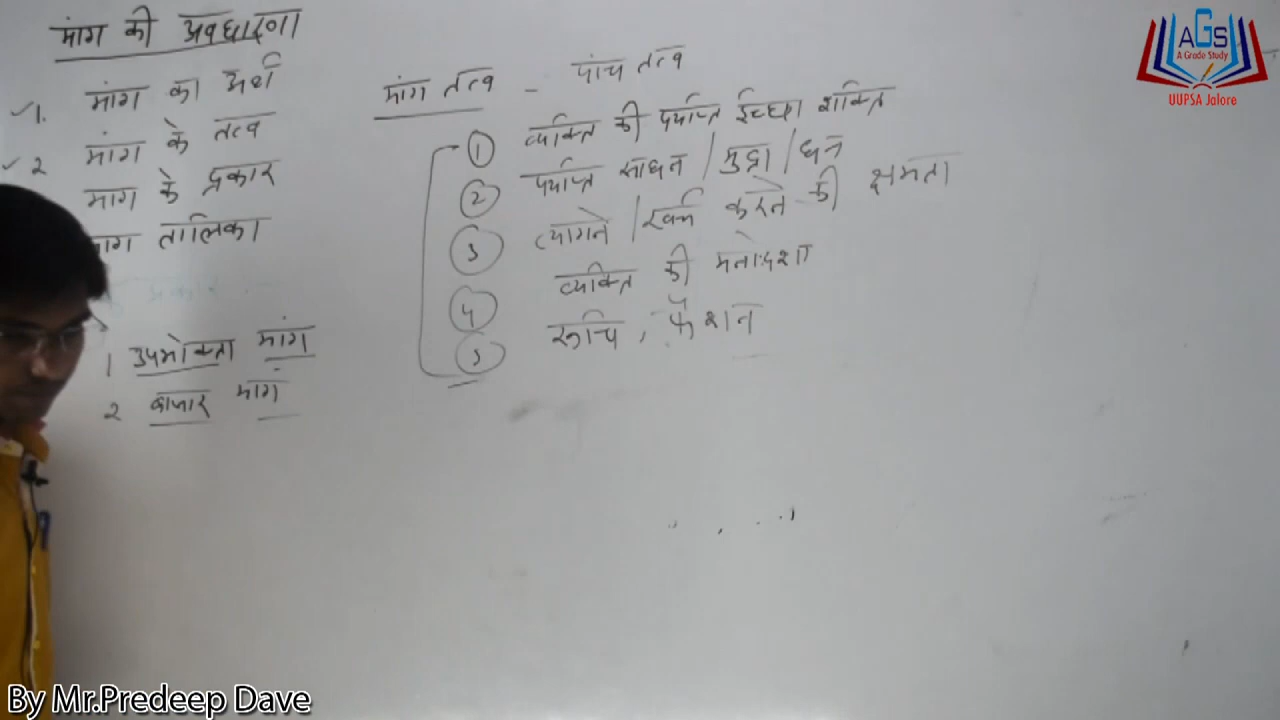 मांग की अवधारणा
1. मांग का अर्थ
2 मांग के तत्व
माग के प्रकार
माग तालिका
1 उपभोक्ता मांग
2 बाजार मागं
मांग तत्व - पांच तत्व
1 व्यक्ति की पर्याप्त ईच्छा शक्ति
2 पर्याप्त साधन / मुद्रा / धन
3 त्यागने / खर्च करने की क्षमता
4 व्यक्ति की मनोदशा
5 रूचि, फैशन
AGS
A Grade Study
UUPSA Jalore
By Mr.Predeep Dave